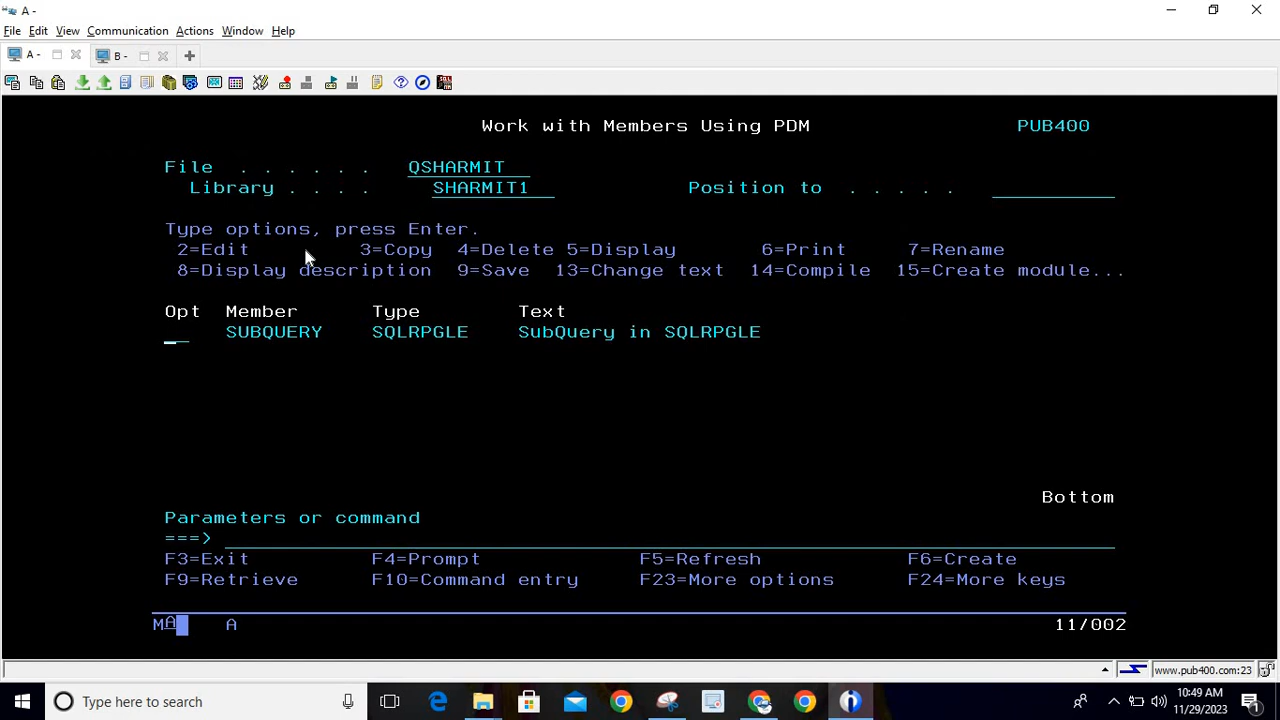 A -
File Edit View Communication Actions Window Help
A - B -
Work with Members Using PDM PUB400
File . . . . . . QSHARMIT
Library . . . . SHARMIT1 Position to . . . . .
Type options, press Enter.
2=Edit 3=Copy 4=Delete 5=Display 6=Print 7=Rename
8=Display description 9=Save 13=Change text 14=Compile 15=Create module...
Opt Member Type Text
SUBQUERY SQLRPGLE SubQuery in SQLRPGLE
Bottom
Parameters or command
===>
F3=Exit F4=Prompt F5=Refresh F6=Create
F9=Retrieve F10=Command entry F23=More options F24=More keys
MA A 11/002
www.pub400.com:23
Type here to search
10:49 AM
11/29/2023